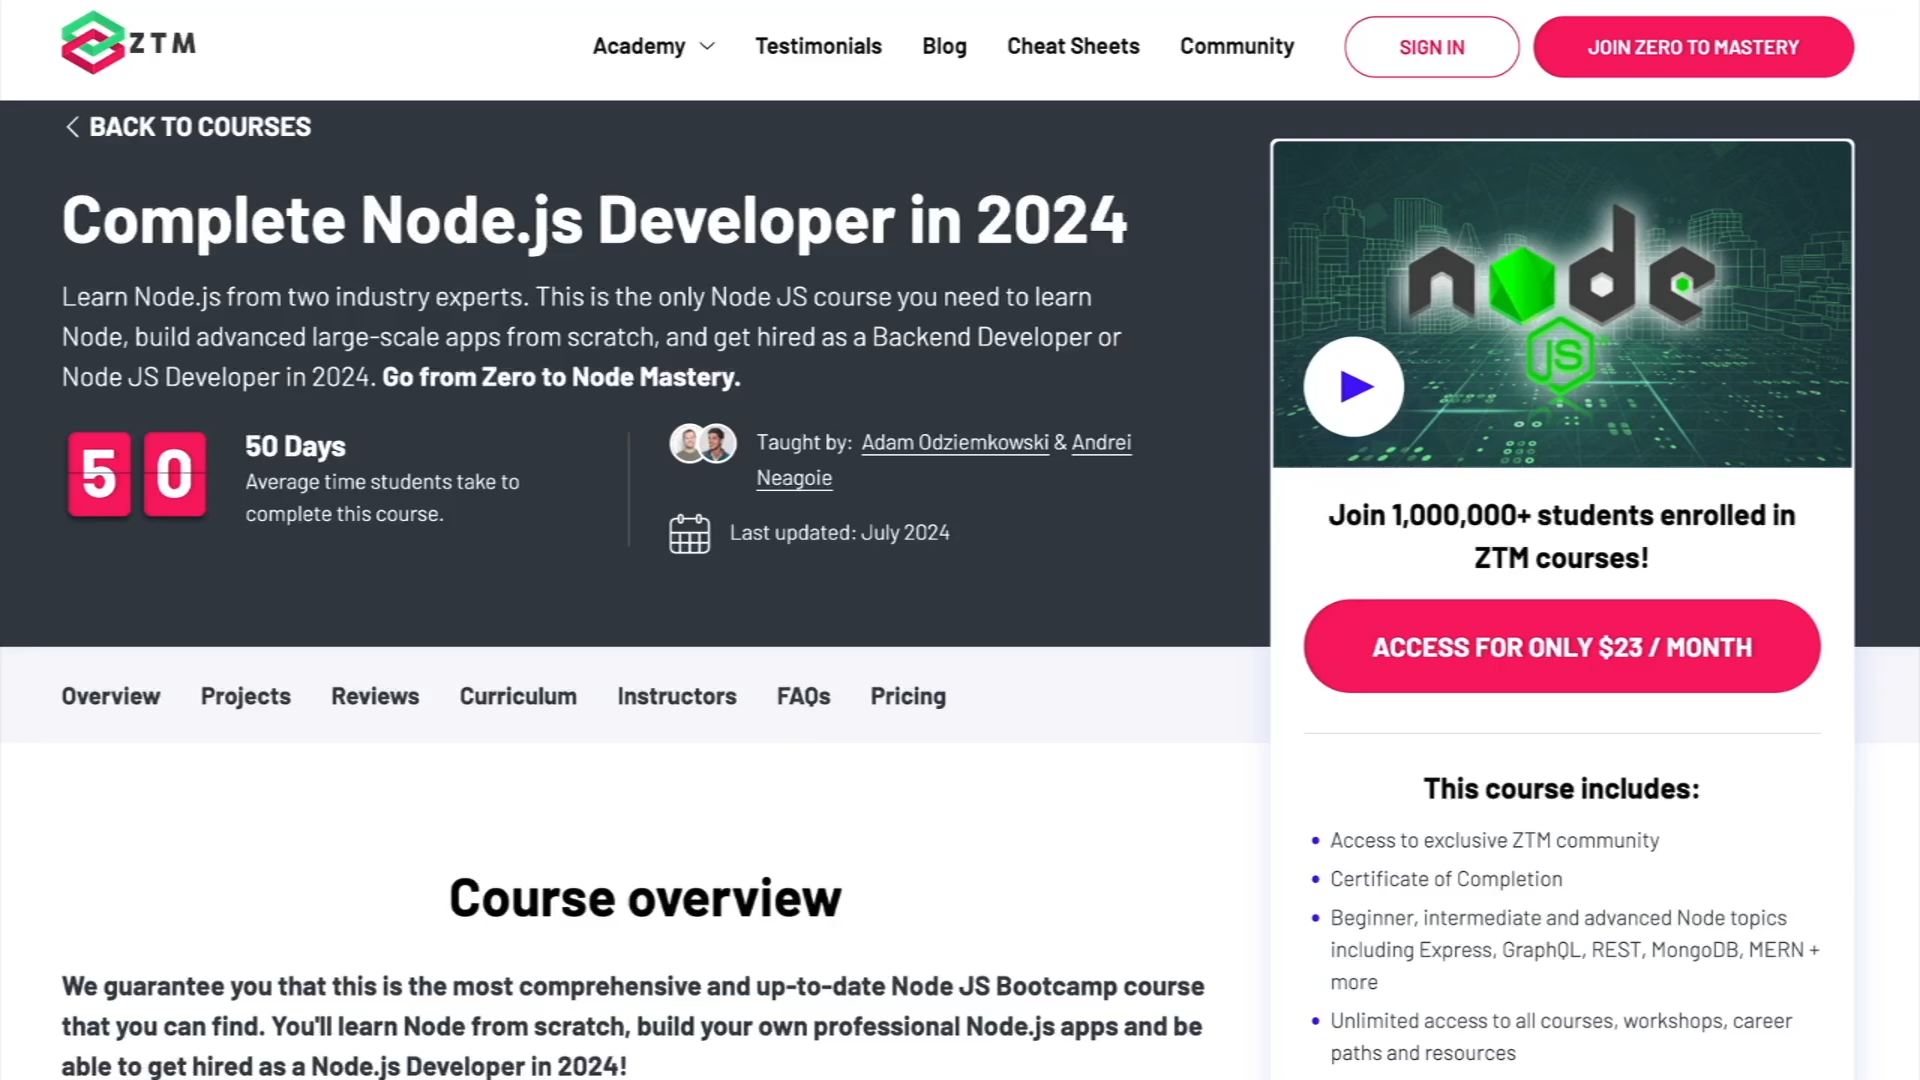 ZTM
Academy
Testimonials
Blog
Cheat Sheets
Community
SIGN IN
JOIN ZERO TO MASTERY
BACK TO COURSES
Complete Node.js Developer in 2024
Learn Node.js from two industry experts. This is the only Node JS course you need to learn
Node, build advanced large-scale apps from scratch, and get hired as a Backend Developer or
Node JS Developer in 2024. Go from Zero to Node Mastery.
50
50 Days
Average time students take to
complete this course.
Taught by: Adam Odziemkowski & Andrei
Neagoie
Last updated: July 2024
node
JS
Join 1,000,000+ students enrolled in
ZTM courses!
ACCESS FOR ONLY $23 / MONTH
This course includes:
• Access to exclusive ZTM community
• Certificate of Completion
• Beginner, intermediate and advanced Node topics
including Express, GraphQL, REST, MongoDB, MERN +
more
• Unlimited access to all courses, workshops, career
paths and resources
Overview
Projects
Reviews
Curriculum
Instructors
FAQs
Pricing
Course overview
We guarantee you that this is the most comprehensive and up-to-date Node JS Bootcamp course
that you can find. You'll learn Node from scratch, build your own professional Node.js apps and be
able to get hired as a Node.js Developer in 2024!